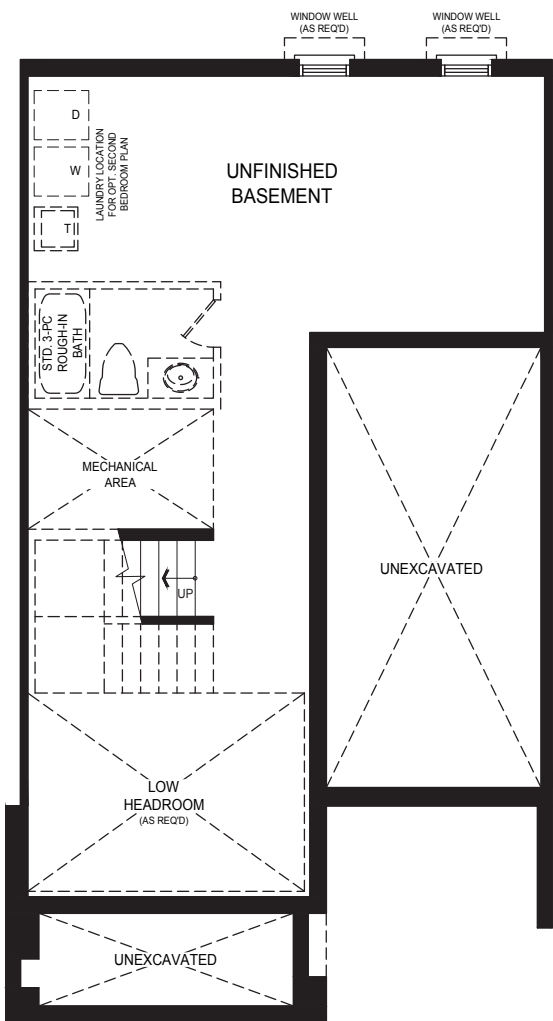 WINDOW WELL
(AS REQ'D)
WINDOW WELL
(AS REQ'D)
D
W
T
LAUNDRY LOCATION
FOR OPT. SECOND
BEDROOM PLAN
UNFINISHED
BASEMENT
STD. 3-PC
ROUGH-IN
BATH
MECHANICAL
AREA
UP
UNEXCAVATED
LOW
HEADROOM
(AS REQ'D)
UNEXCAVATED